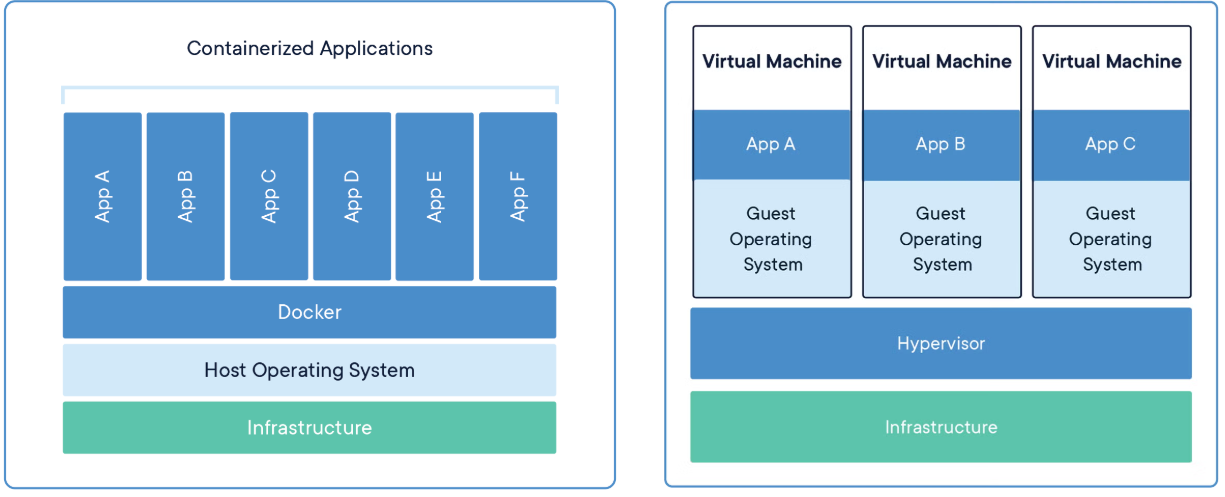 Containerized Applications
App A
App B
App C
App D
App E
App F
Docker
Host Operating System
Infrastructure
Virtual Machine
App A
Guest
Operating
System
Virtual Machine
App B
Guest
Operating
System
Virtual Machine
App C
Guest
Operating
System
Hypervisor
Infrastructure